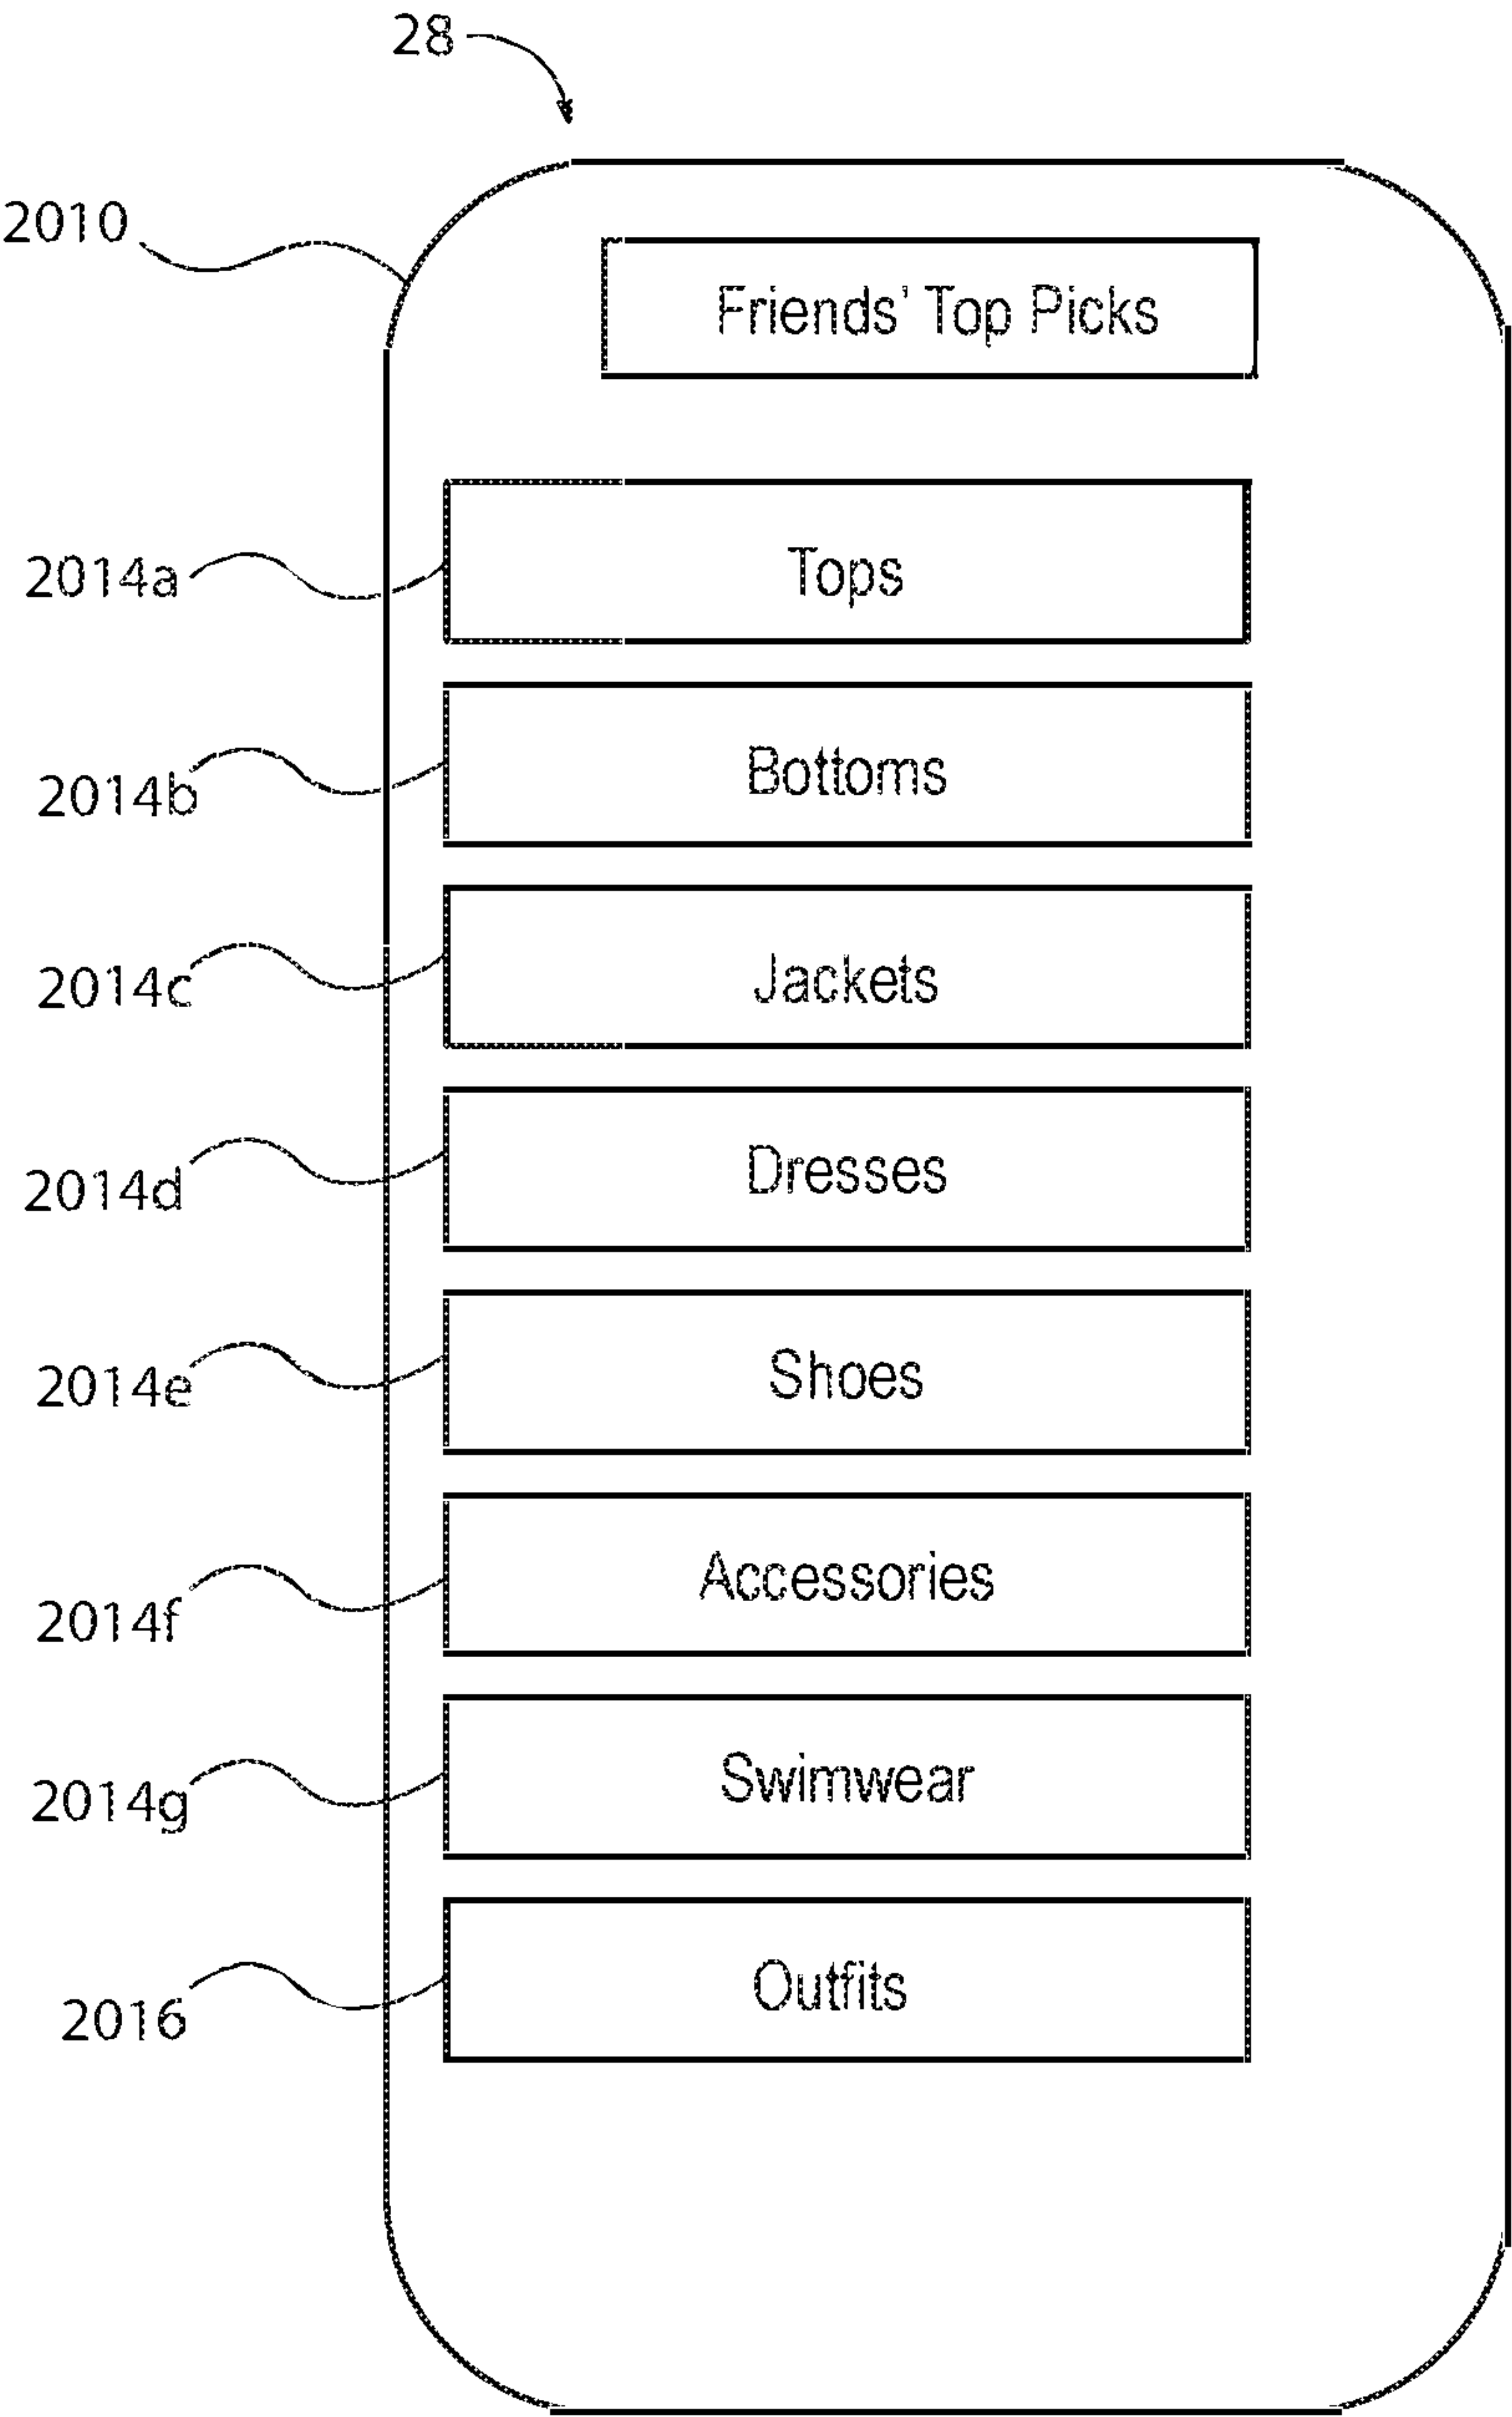 28
2010
Friends' Top Picks
2014a
Tops
2014b
Bottoms
2014c
Jackets
2014d
Dresses
2014e
Shoes
2014f
Accessories
2014g
Swimwear
2016
Outfits